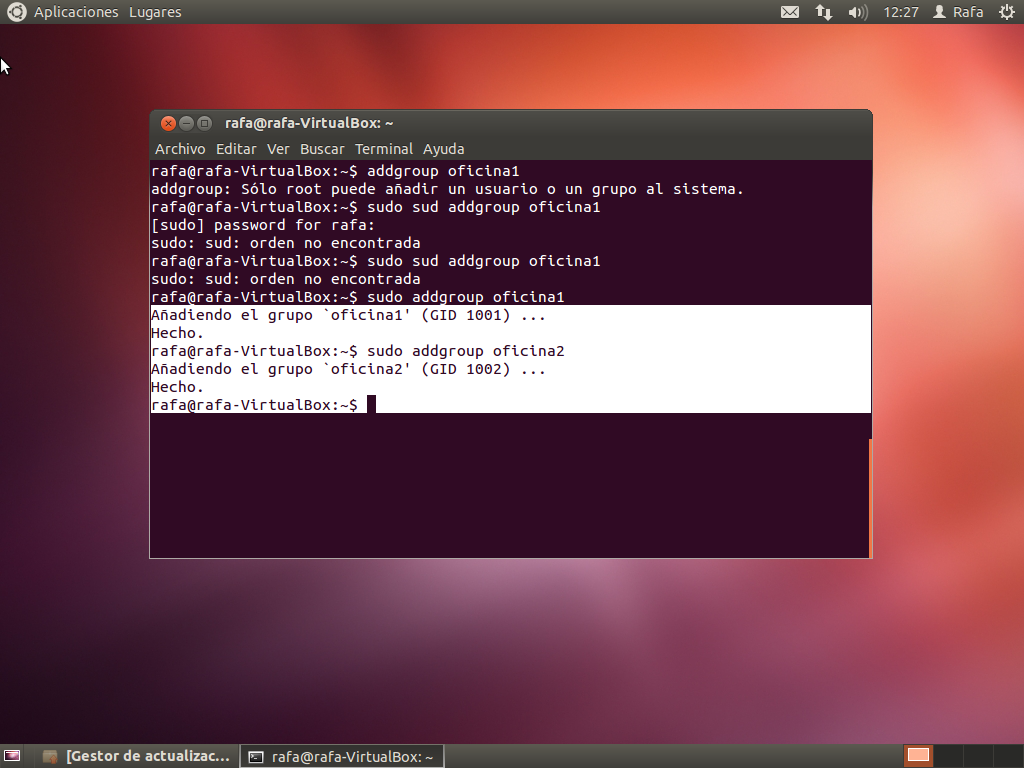 Aplicaciones Lugares 12:27 Rafa
rafa@rafa-VirtualBox: ~
Archivo Editar Ver Buscar Terminal Ayuda
rafa@rafa-VirtualBox:~$ addgroup oficina1
addgroup: Sólo root puede añadir un usuario o un grupo al sistema.
rafa@rafa-VirtualBox:~$ sudo sud addgroup oficina1
[sudo] password for rafa:
sudo: sud: orden no encontrada
rafa@rafa-VirtualBox:~$ sudo sud addgroup oficina1
sudo: sud: orden no encontrada
rafa@rafa-VirtualBox:~$ sudo addgroup oficina1
Añadiendo el grupo `oficina1' (GID 1001) ...
Hecho.
rafa@rafa-VirtualBox:~$ sudo addgroup oficina2
Añadiendo el grupo `oficina2' (GID 1002) ...
Hecho.
rafa@rafa-VirtualBox:~$
[Gestor de actualizac... rafa@rafa-VirtualBox: ~